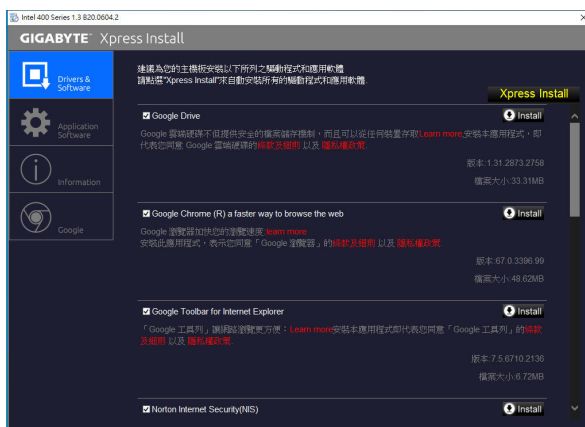 Intel 400 Series 1.3 B20.0604.2
GIGABYTE™ Xpress Install
Drivers &
Software
Application
Software
Information
Google
建議為您的主機板安裝以下所列之驅動程式和應用軟體
請點選"Xpress Install"來自動安裝所有的驅動程式和應用軟體.
Xpress Install
Google Drive
Install
Google 雲端硬碟不但提供安全的檔案儲存機制，而且可以從任何裝置存取Learn more.安裝本應用程式，即
代表您同意 Google 雲端硬碟的條款及細則 以及 隱私權政策.
版本:1.31.2873.2758
檔案大小:33.31MB
Google Chrome (R) a faster way to browse the web
Install
Google 瀏覽器加快您的瀏覽速度:learn more
安裝此應用程式，表示您同意「Google 瀏覽器」的條款及細則 以及 隱私權政策.
版本:67.0.3396.99
檔案大小:48.62MB
Google Toolbar for Internet Explorer
Install
「Google 工具列」讓網路瀏覽更方便：Learn more安裝本應用程式即代表您同意「Google 工具列」的條款
及細則 以及 隱私權政策.
版本:7.5.6710.2136
檔案大小:6.72MB
Norton Internet Security(NIS)
Install